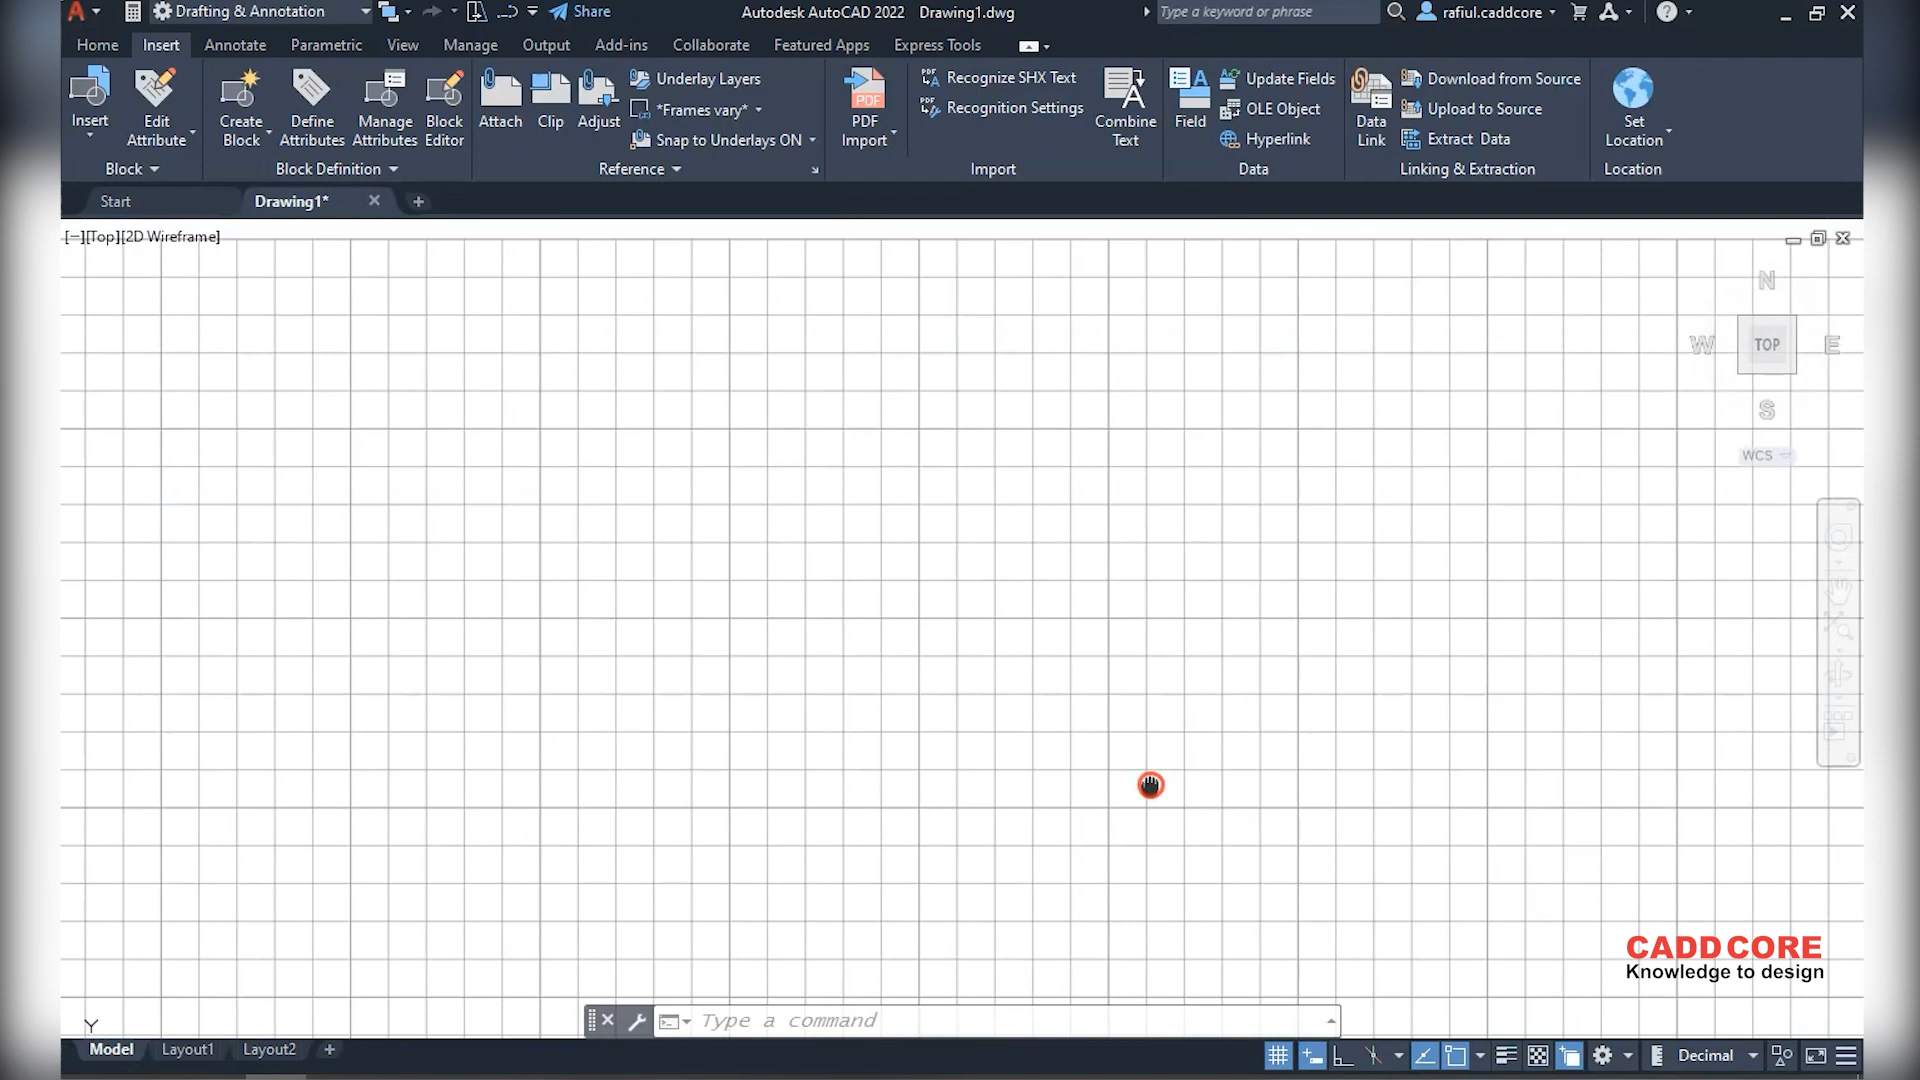 A Drafting & Annotation Share Autodesk AutoCAD 2022 Drawing1.dwg Type a keyword or phrase rafiul.caddcore
Home Insert Annotate Parametric View Manage Output Add-ins Collaborate Featured Apps Express Tools
Insert
Edit
Attribute
Block
Create
Block
Define
Attributes
Manage
Attributes
Block
Editor
Block Definition
Attach
Clip
Adjust
Underlay Layers
*Frames vary*
Snap to Underlays ON
Reference
PDF
PDF
Import
PDF A Recognize SHX Text
PDF Recognition Settings
Combine
Text
Import
Field
Update Fields
OLE Object
Hyperlink
Data
Data
Link
Download from Source
Upload to Source
Extract Data
Linking & Extraction
Set
Location
Location
Start Drawing1*
[−][Top][2D Wireframe]
N
W TOP E
S
WCS
CADD CORE
Knowledge to design
Y
Type a command
Model Layout1 Layout2
Decimal